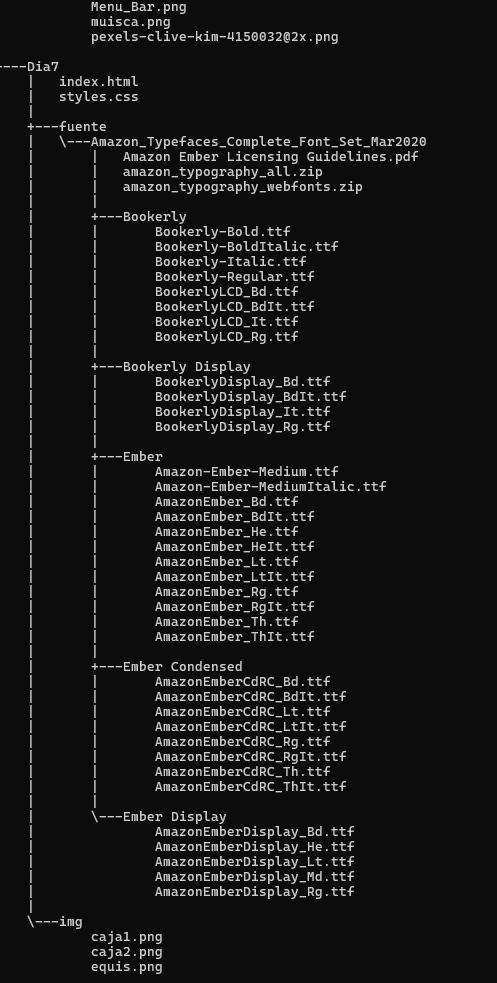 Menu_Bar.png
            muisca.png
            pexels-clive-kim-4150032@2x.png

----Dia7
    |   index.html
    |   styles.css
    |
    +---fuente
    |   \---Amazon_Typefaces_Complete_Font_Set_Mar2020
    |       |   Amazon Ember Licensing Guidelines.pdf
    |       |   amazon_typography_all.zip
    |       |   amazon_typography_webfonts.zip
    |       |
    |       +---Bookerly
    |       |       Bookerly-Bold.ttf
    |       |       Bookerly-BoldItalic.ttf
    |       |       Bookerly-Italic.ttf
    |       |       Bookerly-Regular.ttf
    |       |       BookerlyLCD_Bd.ttf
    |       |       BookerlyLCD_BdIt.ttf
    |       |       BookerlyLCD_It.ttf
    |       |       BookerlyLCD_Rg.ttf
    |       |
    |       +---Bookerly Display
    |       |       BookerlyDisplay_Bd.ttf
    |       |       BookerlyDisplay_BdIt.ttf
    |       |       BookerlyDisplay_It.ttf
    |       |       BookerlyDisplay_Rg.ttf
    |       |
    |       +---Ember
    |       |       Amazon-Ember-Medium.ttf
    |       |       Amazon-Ember-MediumItalic.ttf
    |       |       AmazonEmber_Bd.ttf
    |       |       AmazonEmber_BdIt.ttf
    |       |       AmazonEmber_He.ttf
    |       |       AmazonEmber_HeIt.ttf
    |       |       AmazonEmber_Lt.ttf
    |       |       AmazonEmber_LtIt.ttf
    |       |       AmazonEmber_Rg.ttf
    |       |       AmazonEmber_RgIt.ttf
    |       |       AmazonEmber_Th.ttf
    |       |       AmazonEmber_ThIt.ttf
    |       |
    |       +---Ember Condensed
    |       |       AmazonEmberCdRC_Bd.ttf
    |       |       AmazonEmberCdRC_BdIt.ttf
    |       |       AmazonEmberCdRC_Lt.ttf
    |       |       AmazonEmberCdRC_LtIt.ttf
    |       |       AmazonEmberCdRC_Rg.ttf
    |       |       AmazonEmberCdRC_RgIt.ttf
    |       |       AmazonEmberCdRC_Th.ttf
    |       |       AmazonEmberCdRC_ThIt.ttf
    |       |
    |       \---Ember Display
    |               AmazonEmberDisplay_Bd.ttf
    |               AmazonEmberDisplay_He.ttf
    |               AmazonEmberDisplay_Lt.ttf
    |               AmazonEmberDisplay_Md.ttf
    |               AmazonEmberDisplay_Rg.ttf
    |
    \---img
            caja1.png
            caja2.png
            equis.png